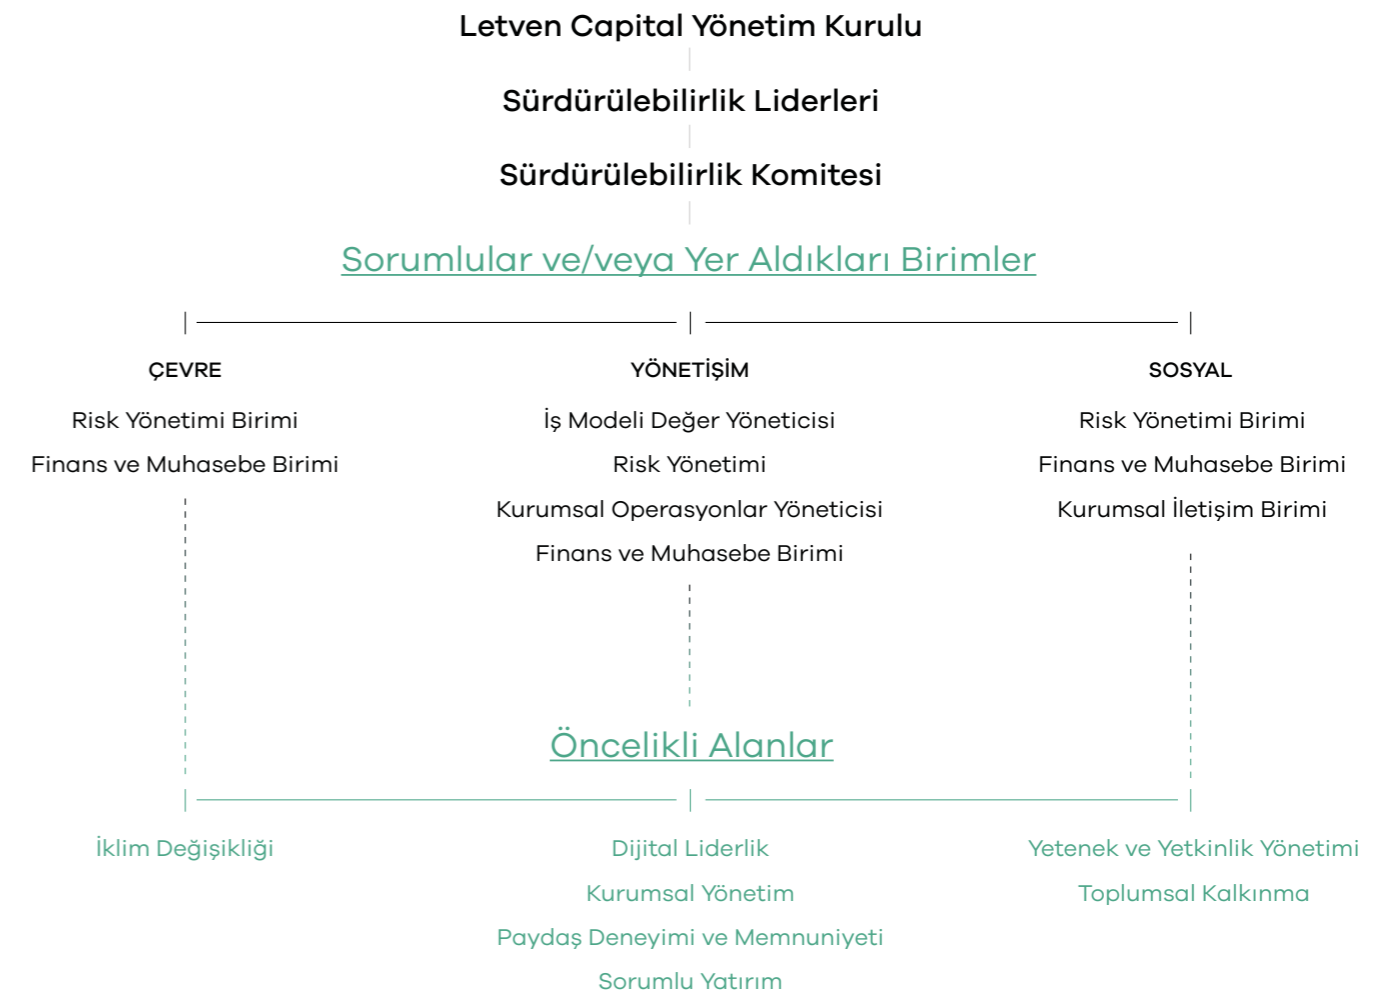 Letven Capital Yönetim Kurulu
Sürdürülebilirlik Liderleri
Sürdürülebilirlik Komitesi
Sorumlular ve/veya Yer Aldıkları Birimler
ÇEVRE
Risk Yönetimi Birimi
Finans ve Muhasebe Birimi
YÖNETİŞİM
İş Modeli Değer Yöneticisi
Risk Yönetimi
Kurumsal Operasyonlar Yöneticisi
Finans ve Muhasebe Birimi
SOSYAL
Risk Yönetimi Birimi
Finans ve Muhasebe Birimi
Kurumsal İletişim Birimi
Öncelikli Alanlar
İklim Değişikliği
Dijital Liderlik
Kurumsal Yönetim
Paydaş Deneyimi ve Memnuniyeti
Sorumlu Yatırım
Yetenek ve Yetkinlik Yönetimi
Toplumsal Kalkınma